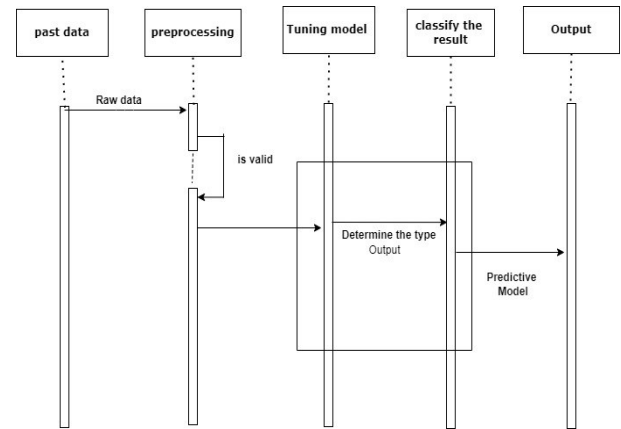 past data
preprocessing
Tuning model
classify the
result
Output
Raw data
is valid
Determine the type
Output
Predictive
Model